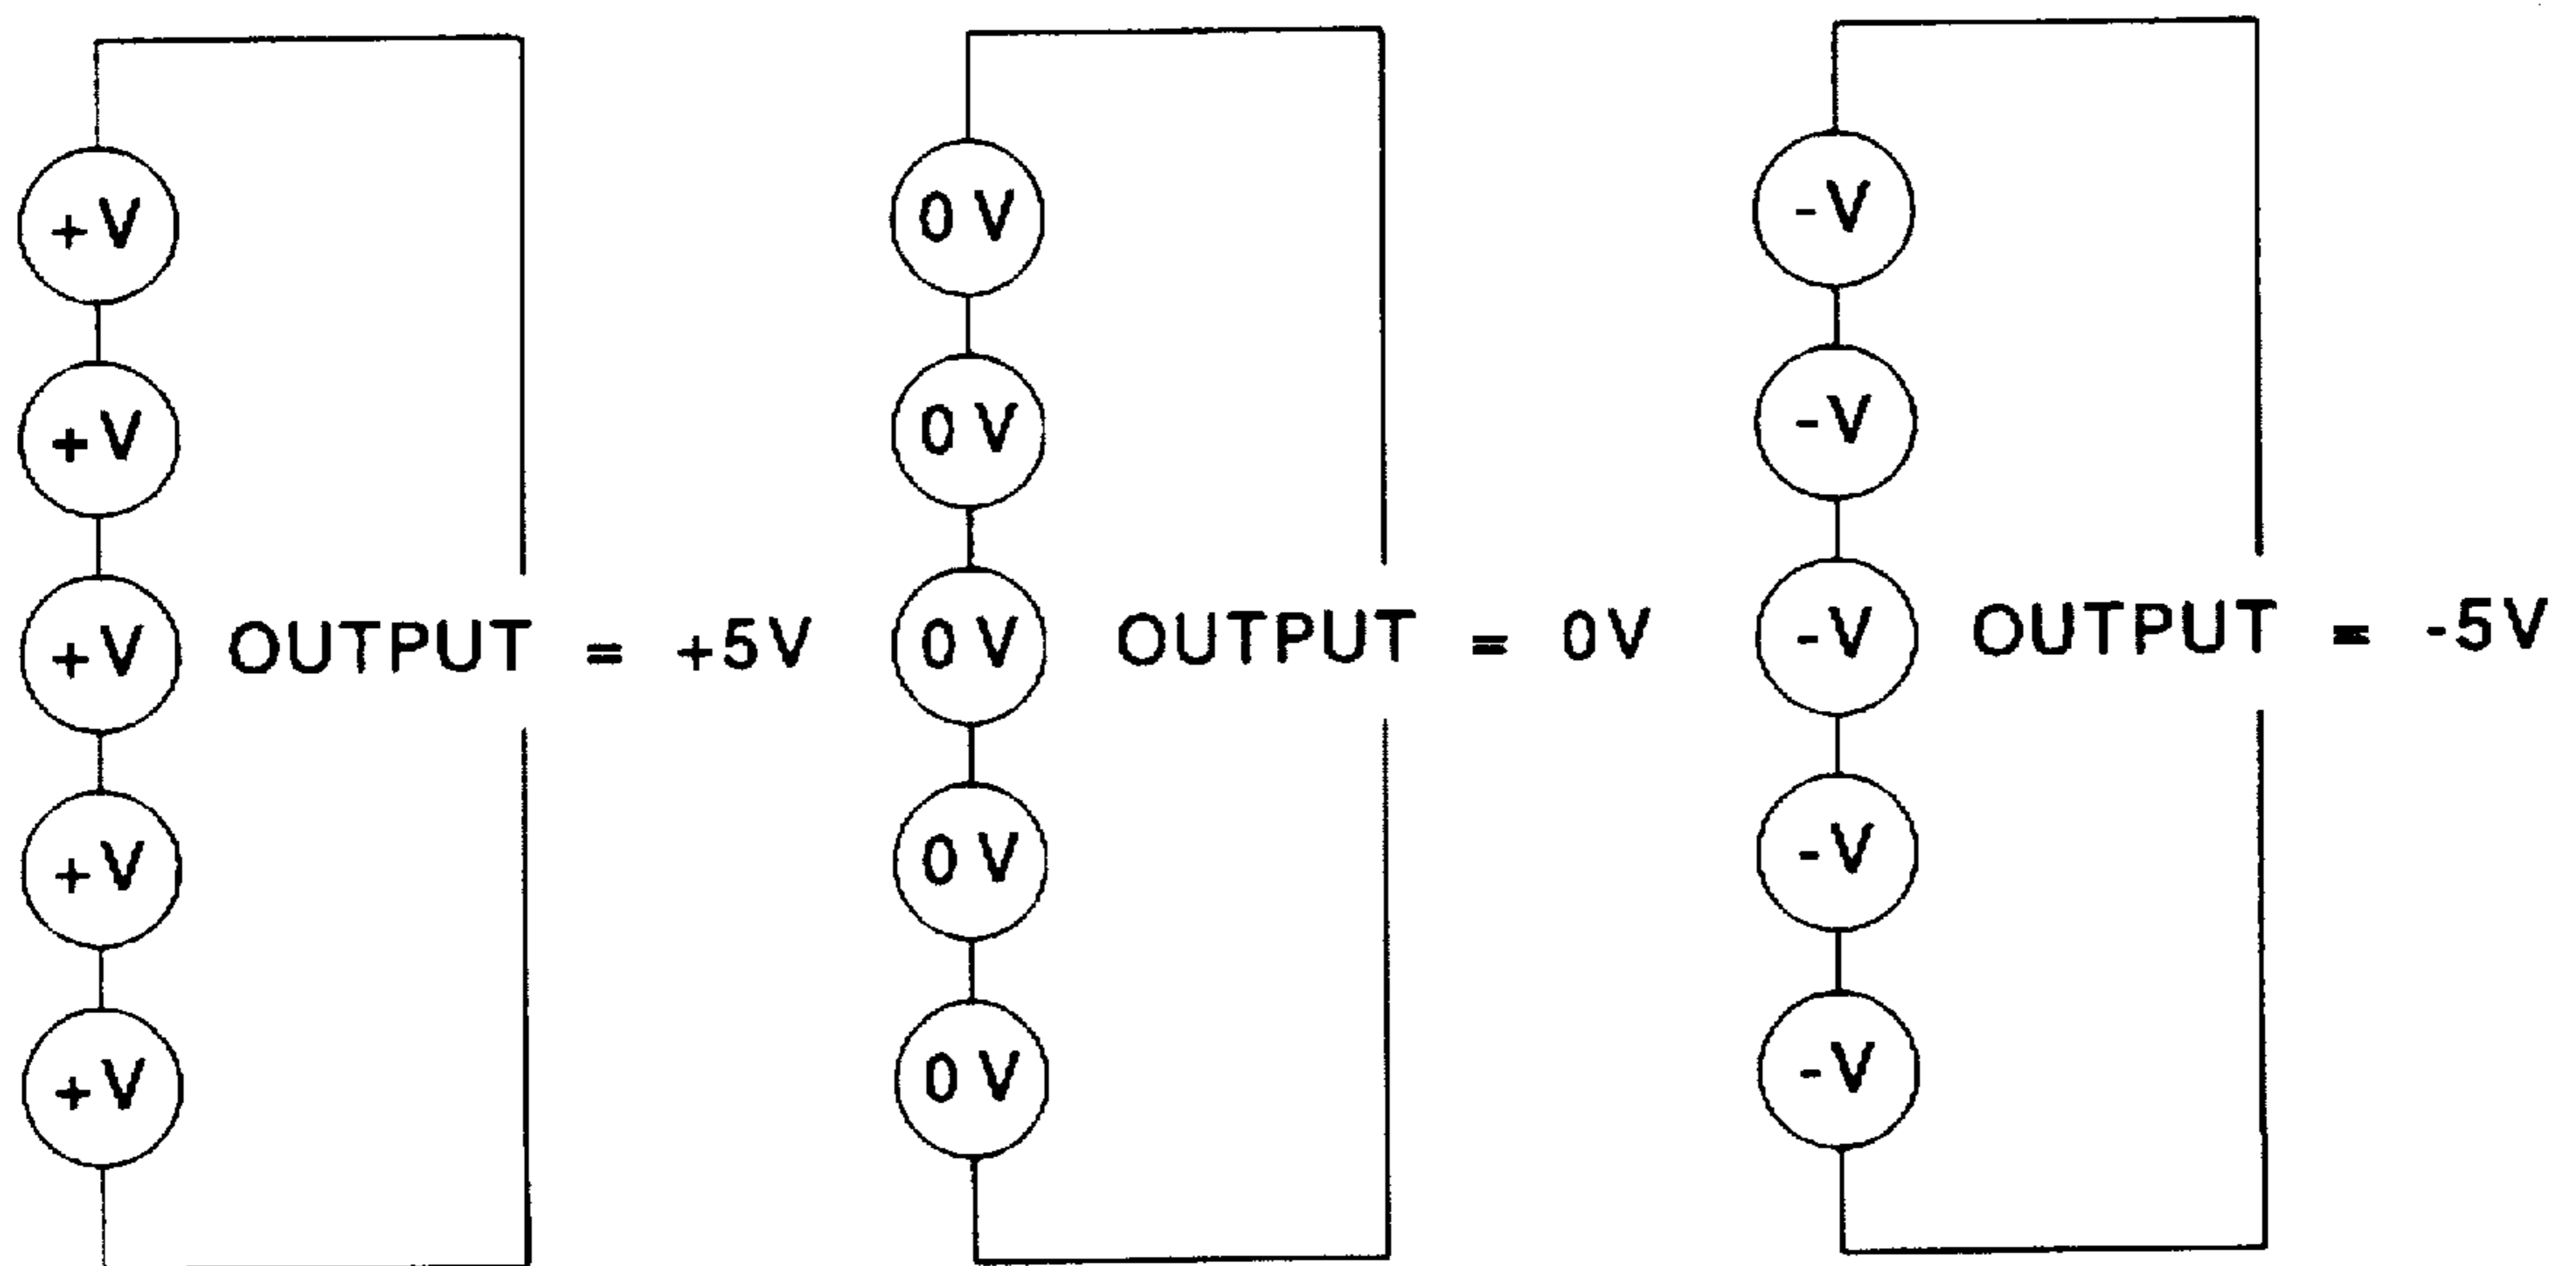 +V
+V
+V
+V
+V
OUTPUT = +5V
0 V
0 V
0 V
0 V
0 V
OUTPUT = 0V
-V
-V
-V
-V
-V
OUTPUT = -5V